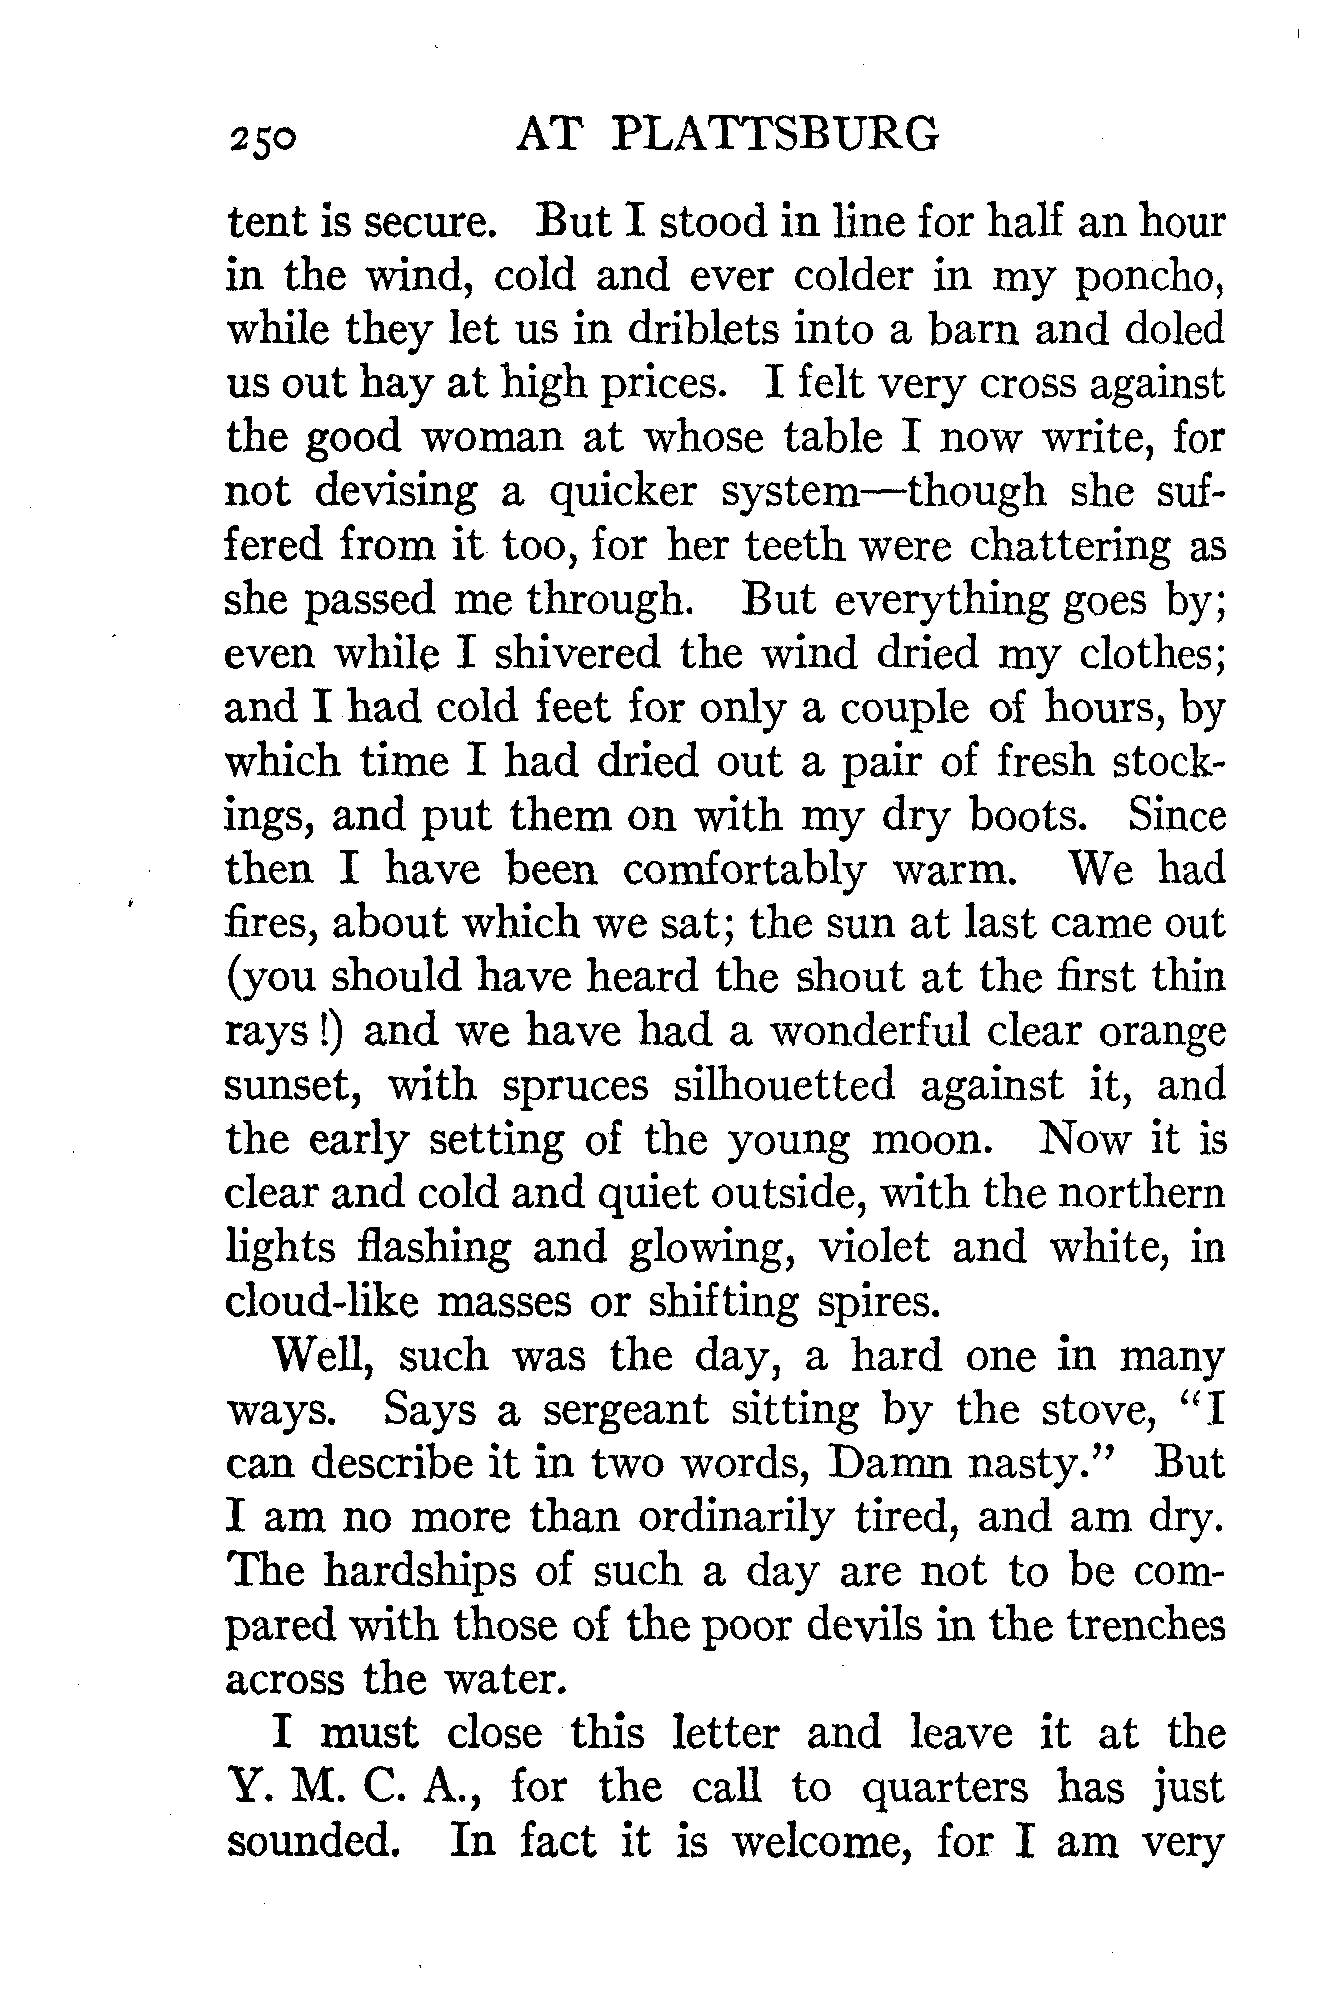 250 AT PLATTSBURG
tent is secure. But I stood in line for half an hour
in the wind, cold and ever colder in my poncho,
while they let us in driblets into a barn and doled
us out hay at high prices. I felt very cross against
the good woman at whose table I now write, for
not devising a quicker system—though she suf-
fered from it too, for her teeth were chattering as
she passed me through. But everything goes by;
even while I shivered the wind dried my clothes;
and I had cold feet for only a couple of hours, by
which time I had dried out a pair of fresh stock-
ings, and put them on with my dry boots. Since
then I have been comfortably warm. We had
fires, about which we sat; the sun at last came out
(you should have heard the shout at the first thin
rays!) and we have had a wonderful clear orange
sunset, with spruces silhouetted against it, and
the early setting of the young moon. Now it is
clear and cold and quiet outside, with the northern
lights flashing and glowing, violet and white, in
cloud-like masses or shifting spires.
Well, such was the day, a hard one in many
ways. Says a sergeant sitting by the stove, "I
can describe it in two words, Damn nasty." But
I am no more than ordinarily tired, and am dry.
The hardships of such a day are not to be com-
pared with those of the poor devils in the trenches
across the water.
I must close this letter and leave it at the
Y. M. C. A., for the call to quarters has just
sounded. In fact it is welcome, for I am very